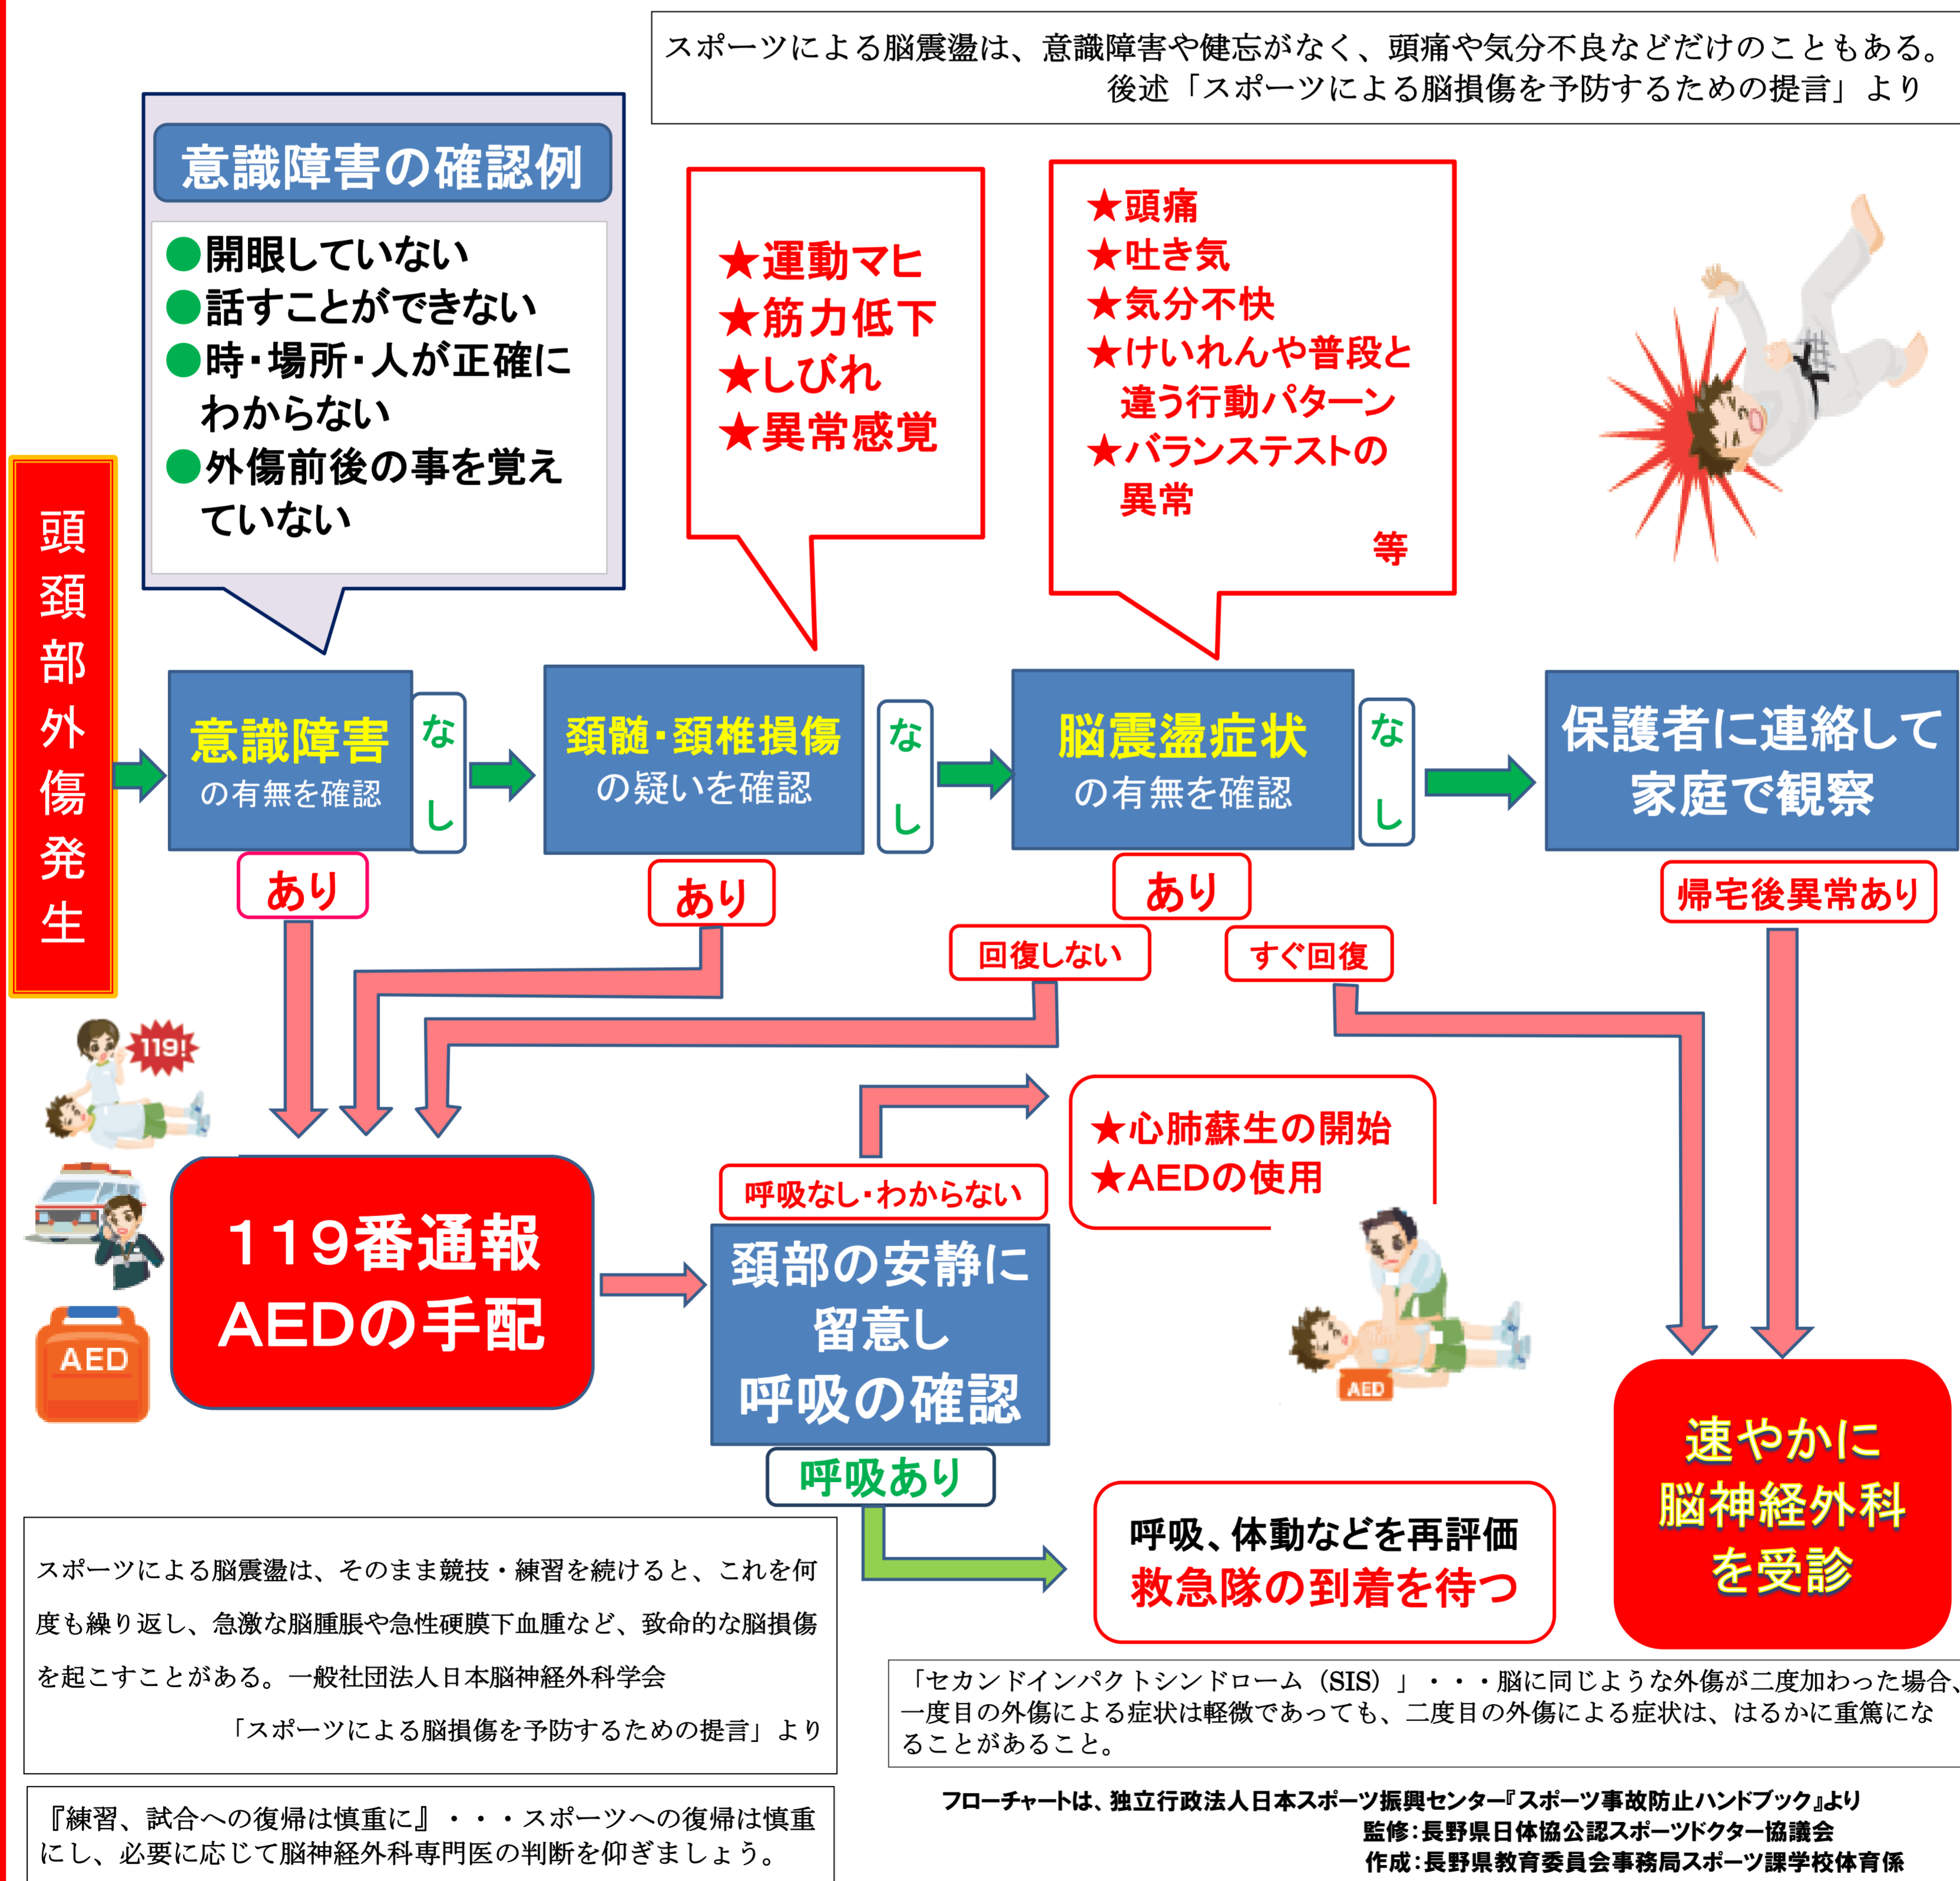 スポーツによる脳震盪は、意識障害や健忘がなく、頭痛や気分不良などだけのこともある。
後述「スポーツによる脳損傷を予防するための提言」より
意識障害の確認例
●開眼していない
●話すことができない
●時・場所・人が正確に
わからない
●外傷前後の事を覚え
ていない
★運動マヒ
★筋力低下
★しびれ
★異常感覚
★頭痛
★吐き気
★気分不快
★けいれんや普段と
違う行動パターン
★バランステストの
異常
等
頭頚部外傷発生
意識障害
の有無を確認
なし
頚髄・頚椎損傷
の疑いを確認
なし
脳震盪症状
の有無を確認
なし
保護者に連絡して
家庭で観察
あり
あり
あり
帰宅後異常あり
回復しない
すぐ回復
119!
119番通報
AEDの手配
AED
呼吸なし・わからない
頚部の安静に
留意し
呼吸の確認
呼吸あり
★心肺蘇生の開始
★AEDの使用
AED
呼吸、体動などを再評価
救急隊の到着を待つ
速やかに
脳神経外科
を受診
スポーツによる脳震盪は、そのまま競技・練習を続けると、これを何
度も繰り返し、急激な脳腫脹や急性硬膜下血腫など、致命的な脳損傷
を起こすことがある。一般社団法人日本脳神経外科学会
「スポーツによる脳損傷を予防するための提言」より
「セカンドインパクトシンドローム（SIS）」・・・脳に同じような外傷が二度加わった場合、
一度目の外傷による症状は軽微であっても、二度目の外傷による症状は、はるかに重篤にな
ることがあること。
『練習、試合への復帰は慎重に』・・・スポーツへの復帰は慎重
にし、必要に応じて脳神経外科専門医の判断を仰ぎましょう。
フローチャートは、独立行政法人日本スポーツ振興センター『スポーツ事故防止ハンドブック』より
監修：長野県日体協公認スポーツドクター協議会
作成：長野県教育委員会事務局スポーツ課学校体育係